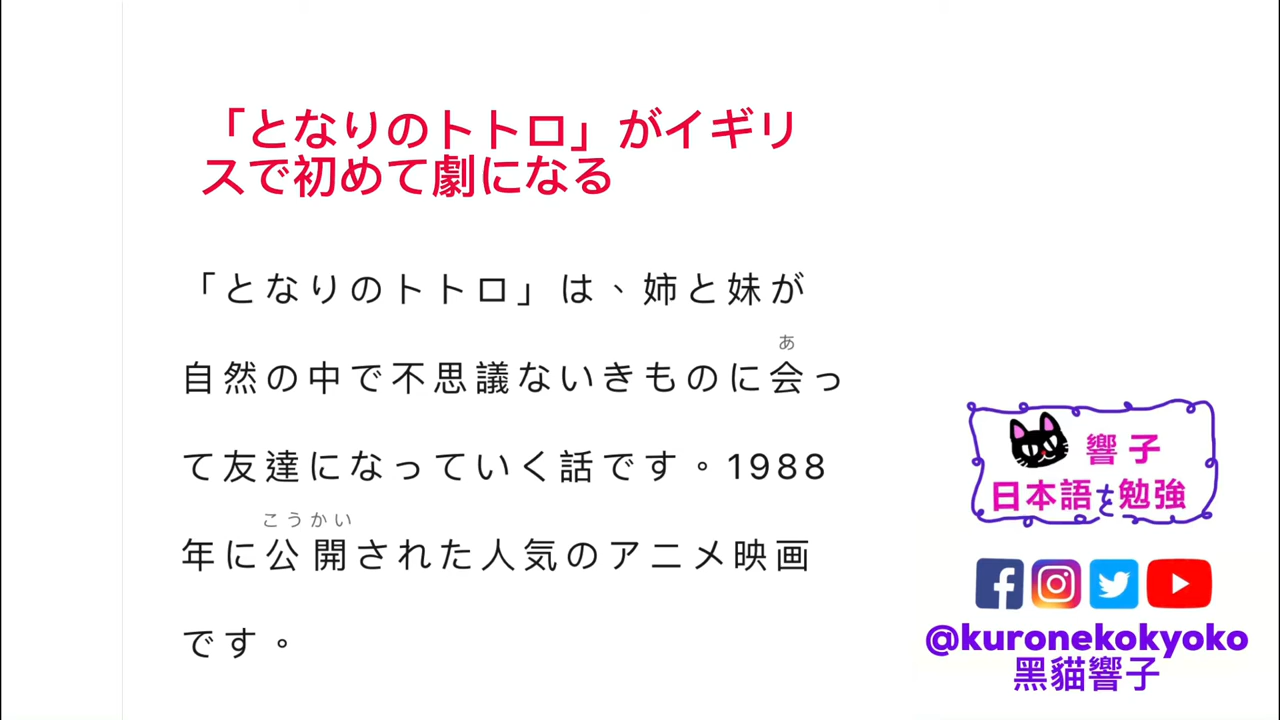 「となりのトトロ」がイギリ
スで初めて劇になる
「となりのトトロ」は、姉と妹が
あ
自然の中で不思議ないきものに会っ
て友達になっていく話です。1988
こうかい
年に公開された人気のアニメ映画
です。
響子
日本語を勉強
@kuronekokyoko
黑貓響子